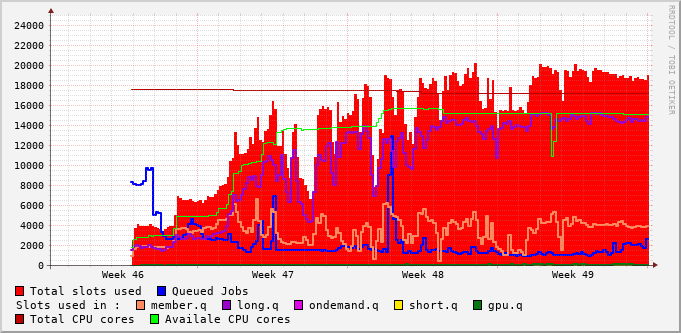 24000
22000
20000
18000
16000
14000
12000
10000
8000
6000
4000
2000
0
Week 46 Week 47 Week 48 Week 49
RRDTOOL / TOBI OETIKER
Total slots used Queued Jobs
Slots used in : member.q long.q ondemand.q short.q gpu.q
Total CPU cores Availale CPU cores